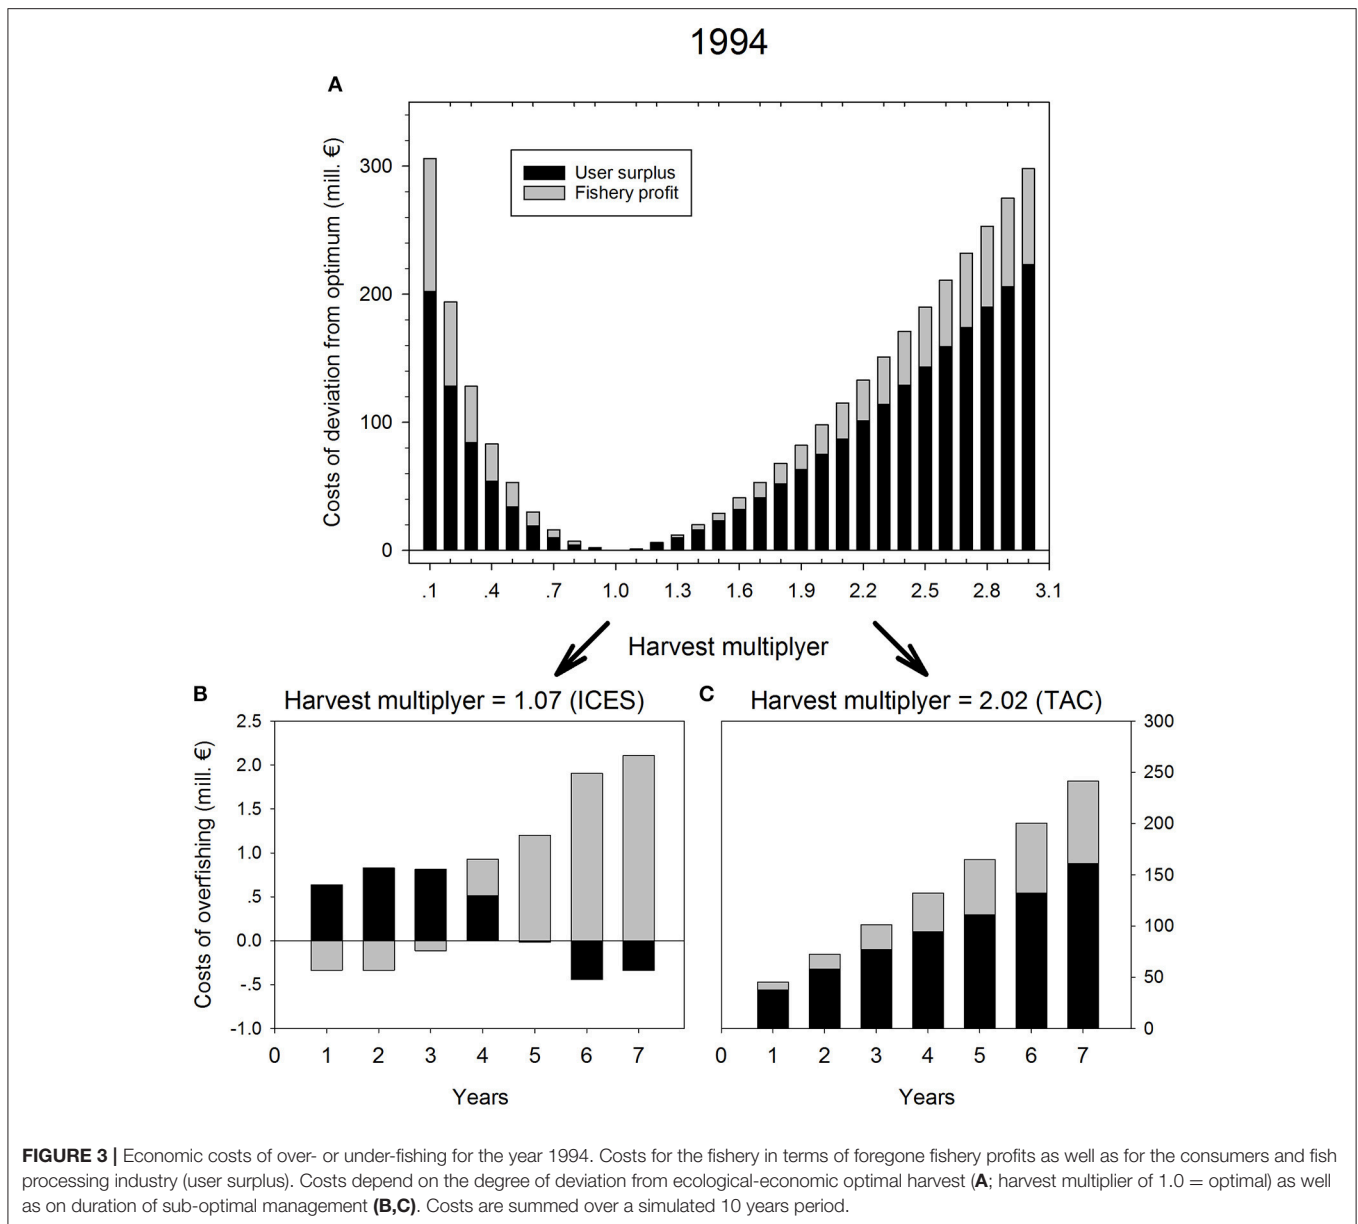 1994
A
Costs of deviation from optimum (mill. €)
300
200
100
0
User surplus
Fishery profit
.1 .4 .7 1.0 1.3 1.6 1.9 2.2 2.5 2.8 3.1
Harvest multiplyer
B
Harvest multiplyer = 1.07 (ICES)
Costs of overfishing (mill. €)
2.5
2.0
1.5
1.0
.5
0.0
-.5
-1.0
0 1 2 3 4 5 6 7
Years
C
Harvest multiplyer = 2.02 (TAC)
300
250
200
150
100
50
0
0 1 2 3 4 5 6 7
Years
FIGURE 3 | Economic costs of over- or under-fishing for the year 1994. Costs for the fishery in terms of foregone fishery profits as well as for the consumers and fish
processing industry (user surplus). Costs depend on the degree of deviation from ecological-economic optimal harvest (A; harvest multiplier of 1.0 = optimal) as well
as on duration of sub-optimal management (B,C). Costs are summed over a simulated 10 years period.